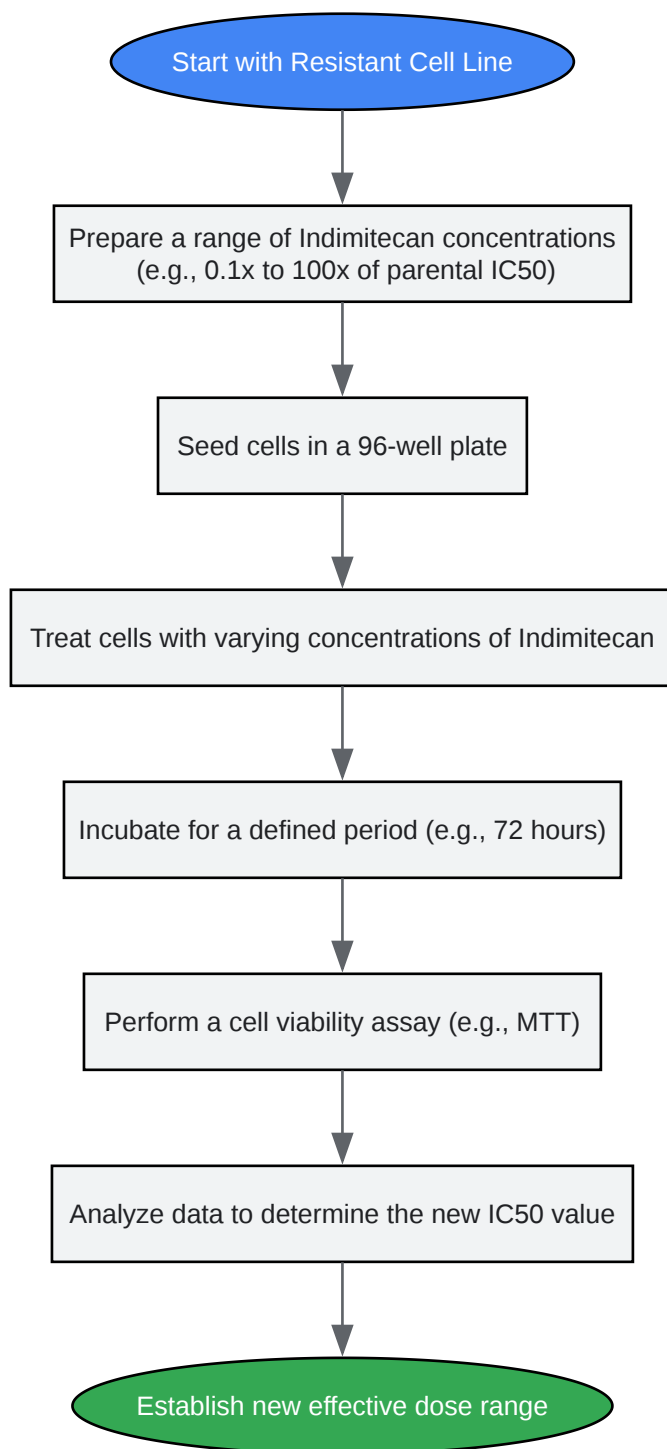 Start with Resistant Cell Line
Prepare a range of Indimitecan concentrations
(e.g., 0.1x to 100x of parental IC50)
Seed cells in a 96-well plate
Treat cells with varying concentrations of Indimitecan
Incubate for a defined period (e.g., 72 hours)
Perform a cell viability assay (e.g., MTT)
Analyze data to determine the new IC50 value
Establish new effective dose range